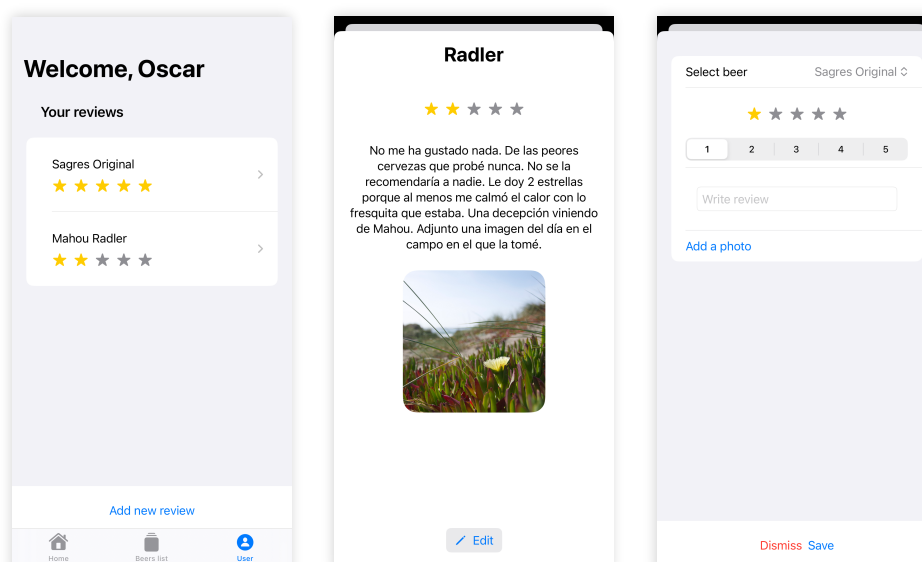 Welcome, Oscar
Your reviews
Sagres Original
Mahou Radler
Add new review
Home
Beers list
User
Radler
No me ha gustado nada. De las peores
cervezas que probé nunca. No se la
recomendaría a nadie. Le doy 2 estrellas
porque al menos me calmó el calor con lo
fresquita que estaba. Una decepción viniendo
de Mahou. Adjunto una imagen del día en el
campo en el que la tomé.
Edit
Select beer Sagres Original
1 2 3 4 5
Write review
Add a photo
Dismiss Save